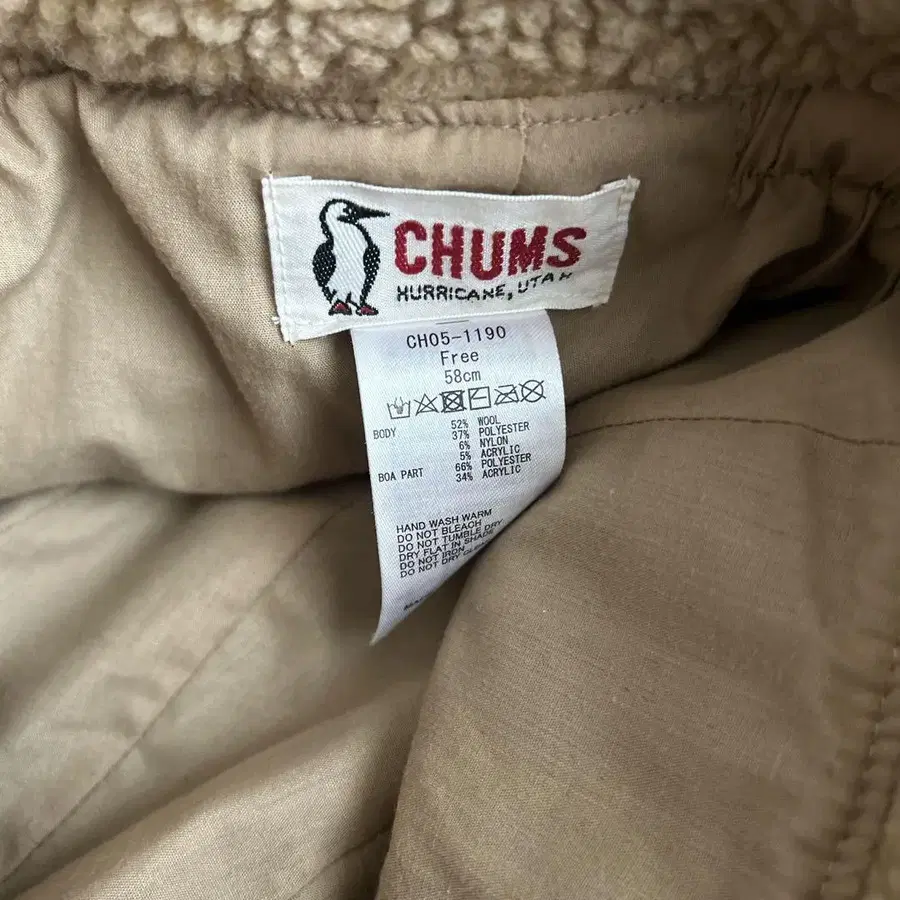 CHUMS
HURRICANE, UTAH
CH05-1190
Free
58cm
BODY 52% WOOL
37% POLYESTER
6% NYLON
5% ACRYLIC
BOA PART 66% POLYESTER
34% ACRYLIC
HAND WASH WARM
DO NOT BLEACH
DO NOT TUMBLE DRY
DRY FLAT IN SHADE
DO NOT IRON
DO NOT DRY